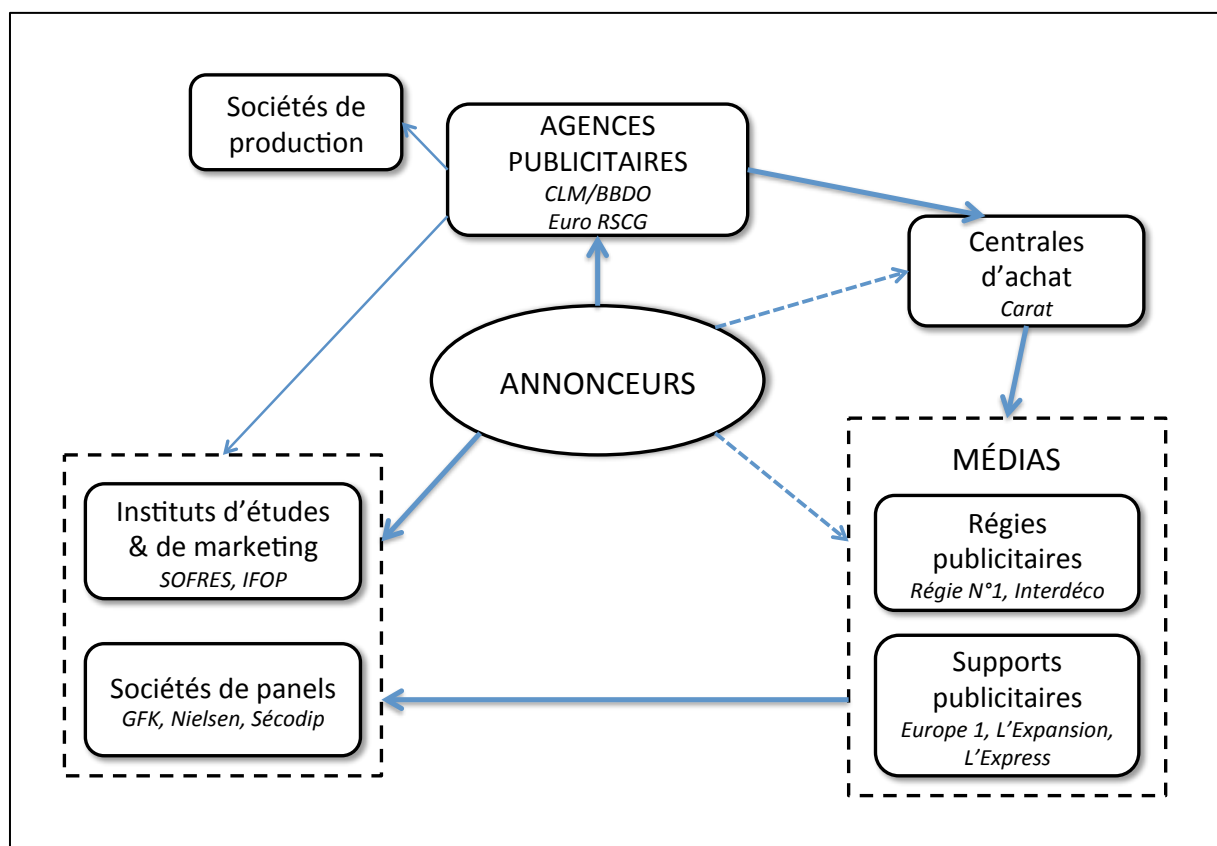 Sociétés de
production
AGENCES
PUBLICITAIRES
CLM/BBDO
Euro RSCG
Centrales
d’achat
Carat
ANNONCEURS
MÉDIAS
Instituts d’études
& de marketing
SOFRES, IFOP
Régies
publicitaires
Régie N°1, Interdéco
Sociétés de panels
GFK, Nielsen, Sécodip
Supports
publicitaires
Europe 1, L’Expansion,
L’Express